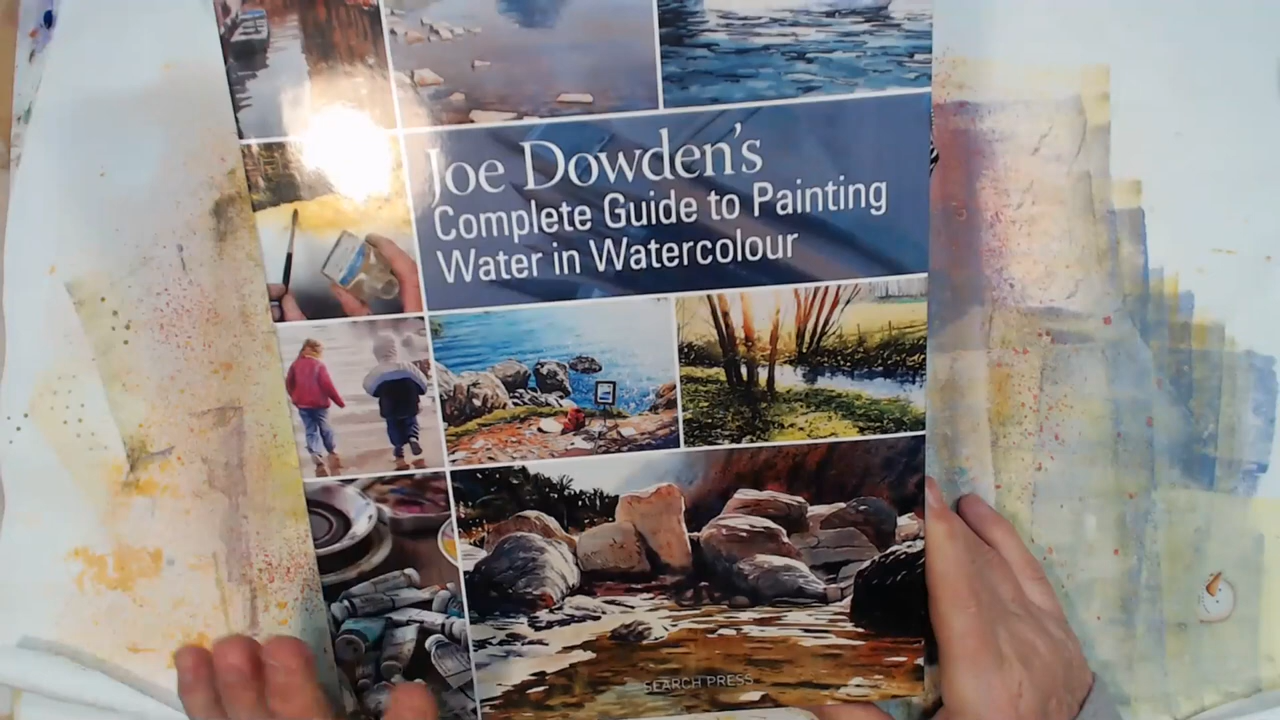 Joe Dowden's
Complete Guide to Painting
Water in Watercolour
SEARCH PRESS